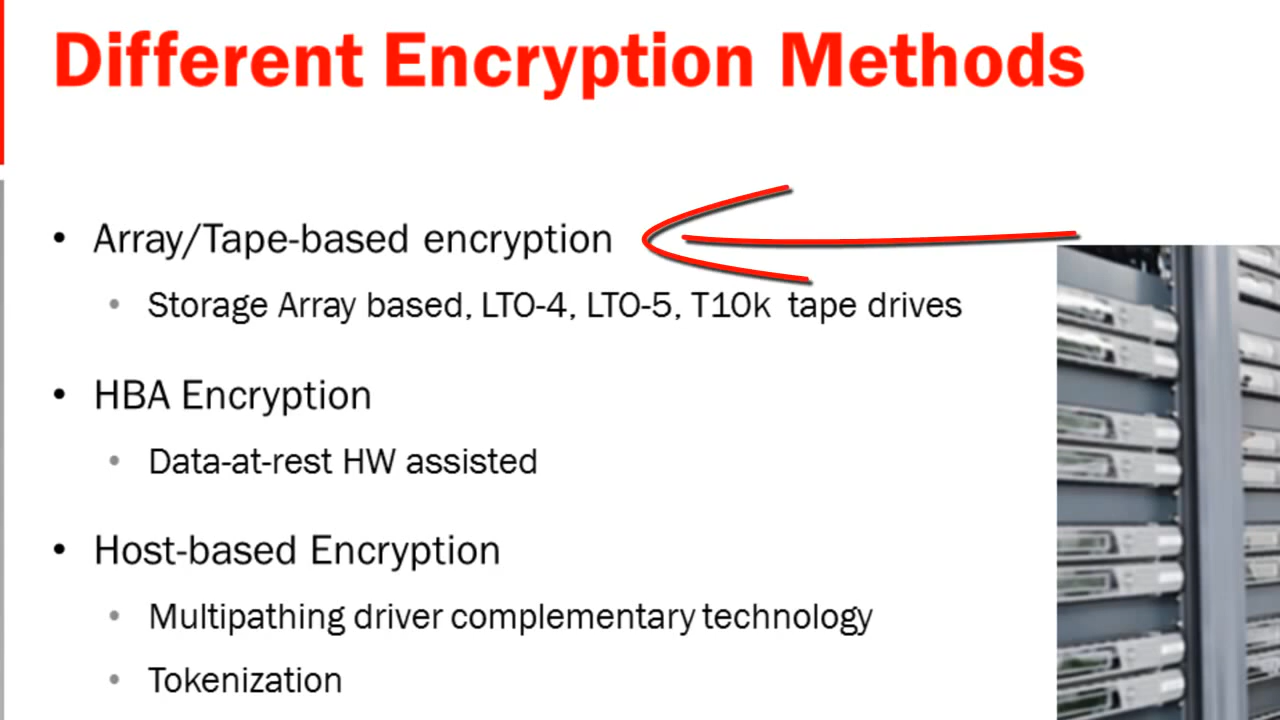 Different Encryption Methods
• Array/Tape-based encryption
• Storage Array based, LTO-4, LTO-5, T10k tape drives
• HBA Encryption
• Data-at-rest HW assisted
• Host-based Encryption
• Multipathing driver complementary technology
• Tokenization